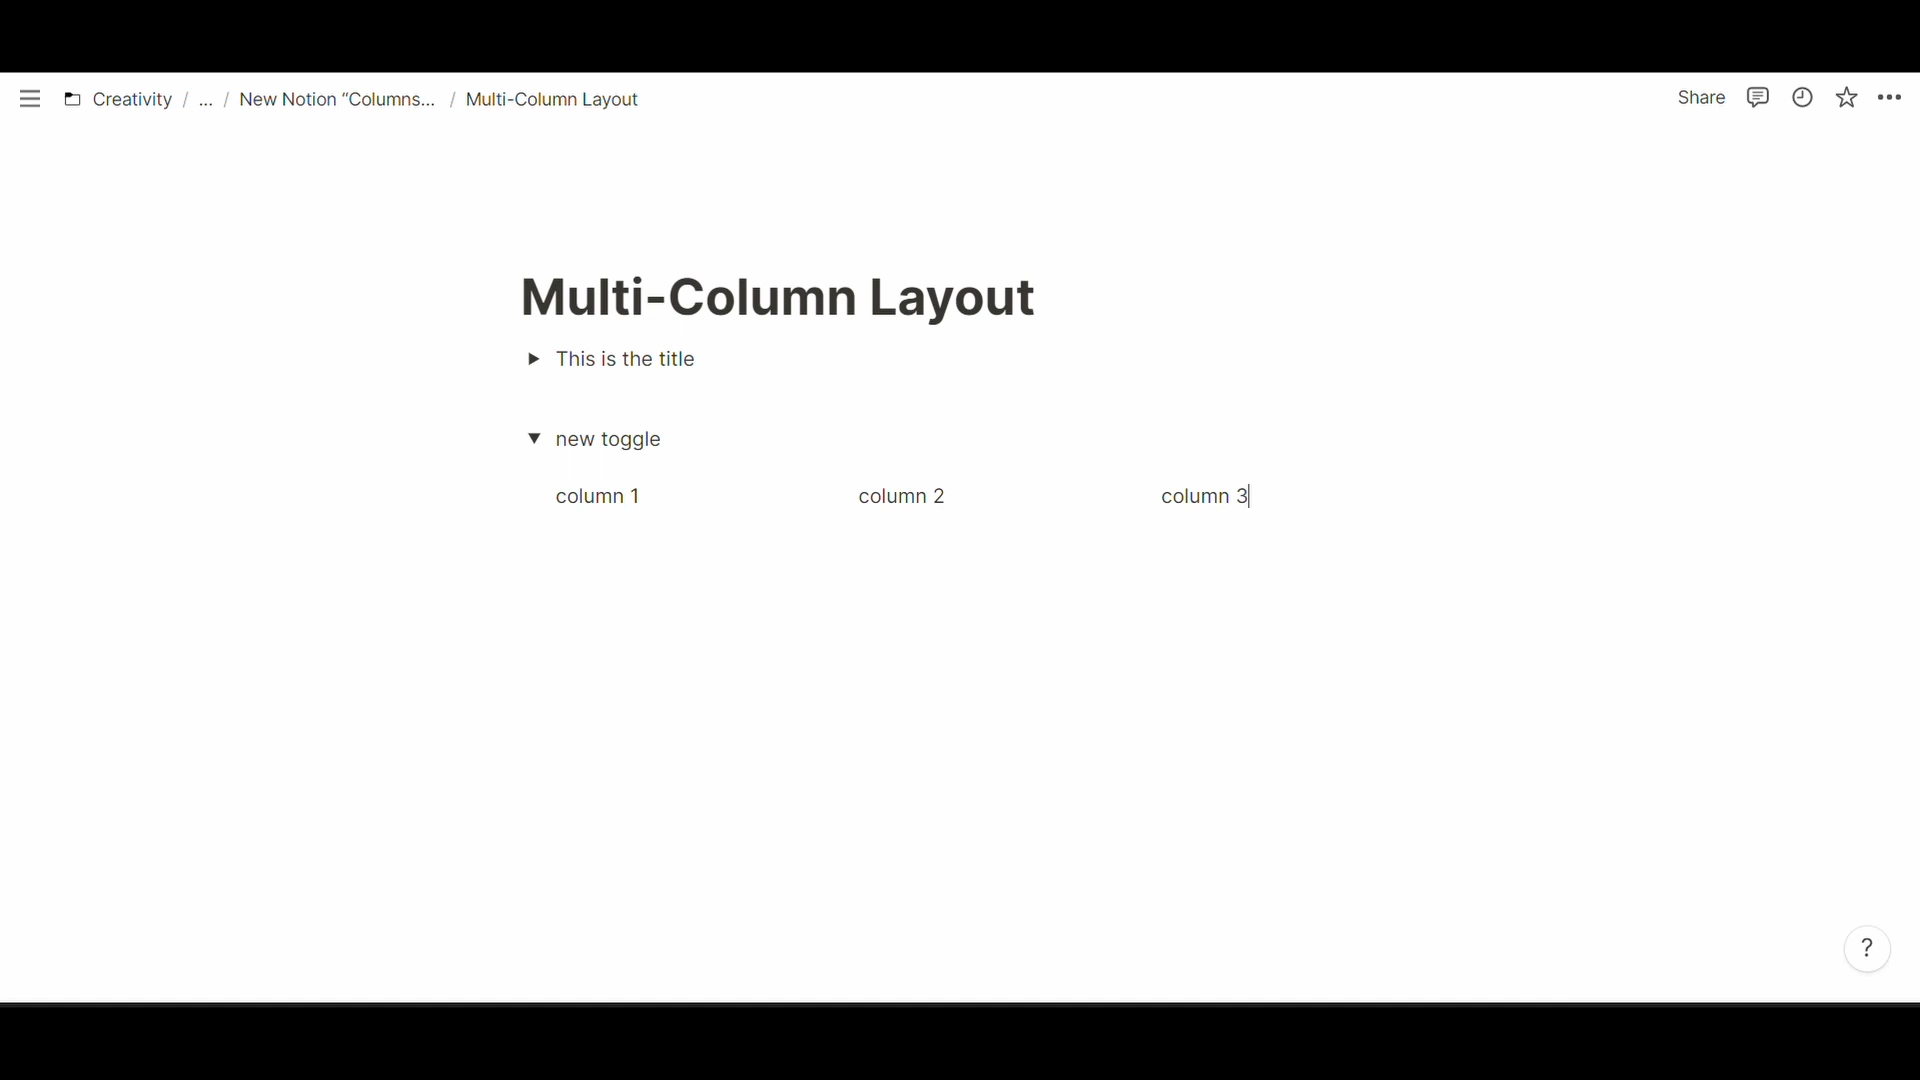 Creativity / ... / New Notion “Columns... / Multi-Column Layout
Share
Multi-Column Layout
This is the title
new toggle
column 1 column 2 column 3
?